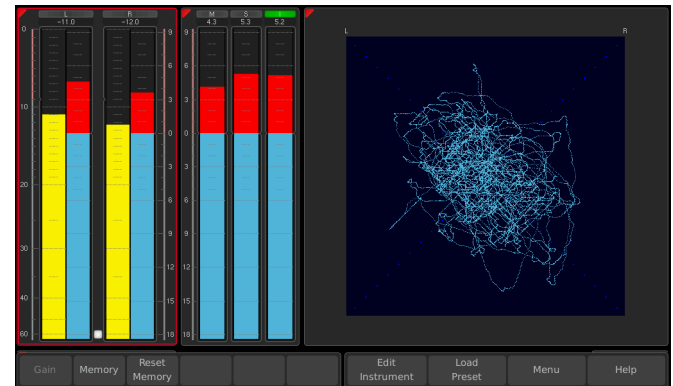 L R
-11.0 -12.0
M S I
4.3 5.3 5.2
L R
0 9 9
6 6
10 3 3
0 0
3 3
20 6 6
30 9 9
12 12
40 15 15
60 18 18
Gain
Memory
Reset
Memory
Edit
Instrument
Load
Preset
Menu
Help